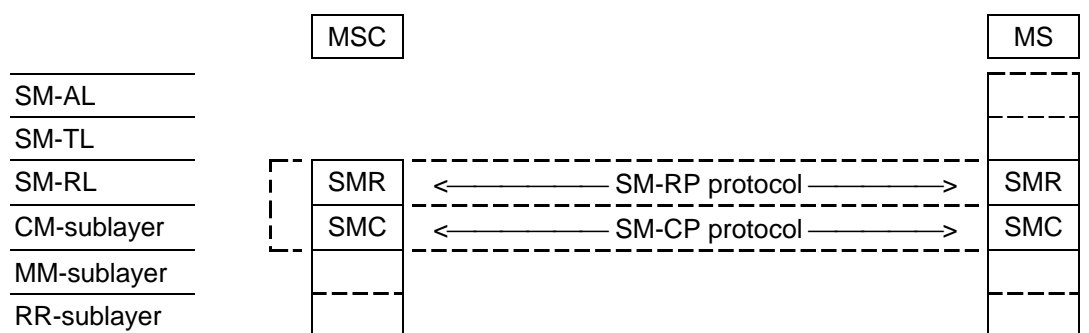 MSC MS
SM-AL
SM-TL
SM-RL SMR <—————— SM-RP protocol ——————> SMR
CM-sublayer SMC <—————— SM-CP protocol ——————> SMC
MM-sublayer
RR-sublayer